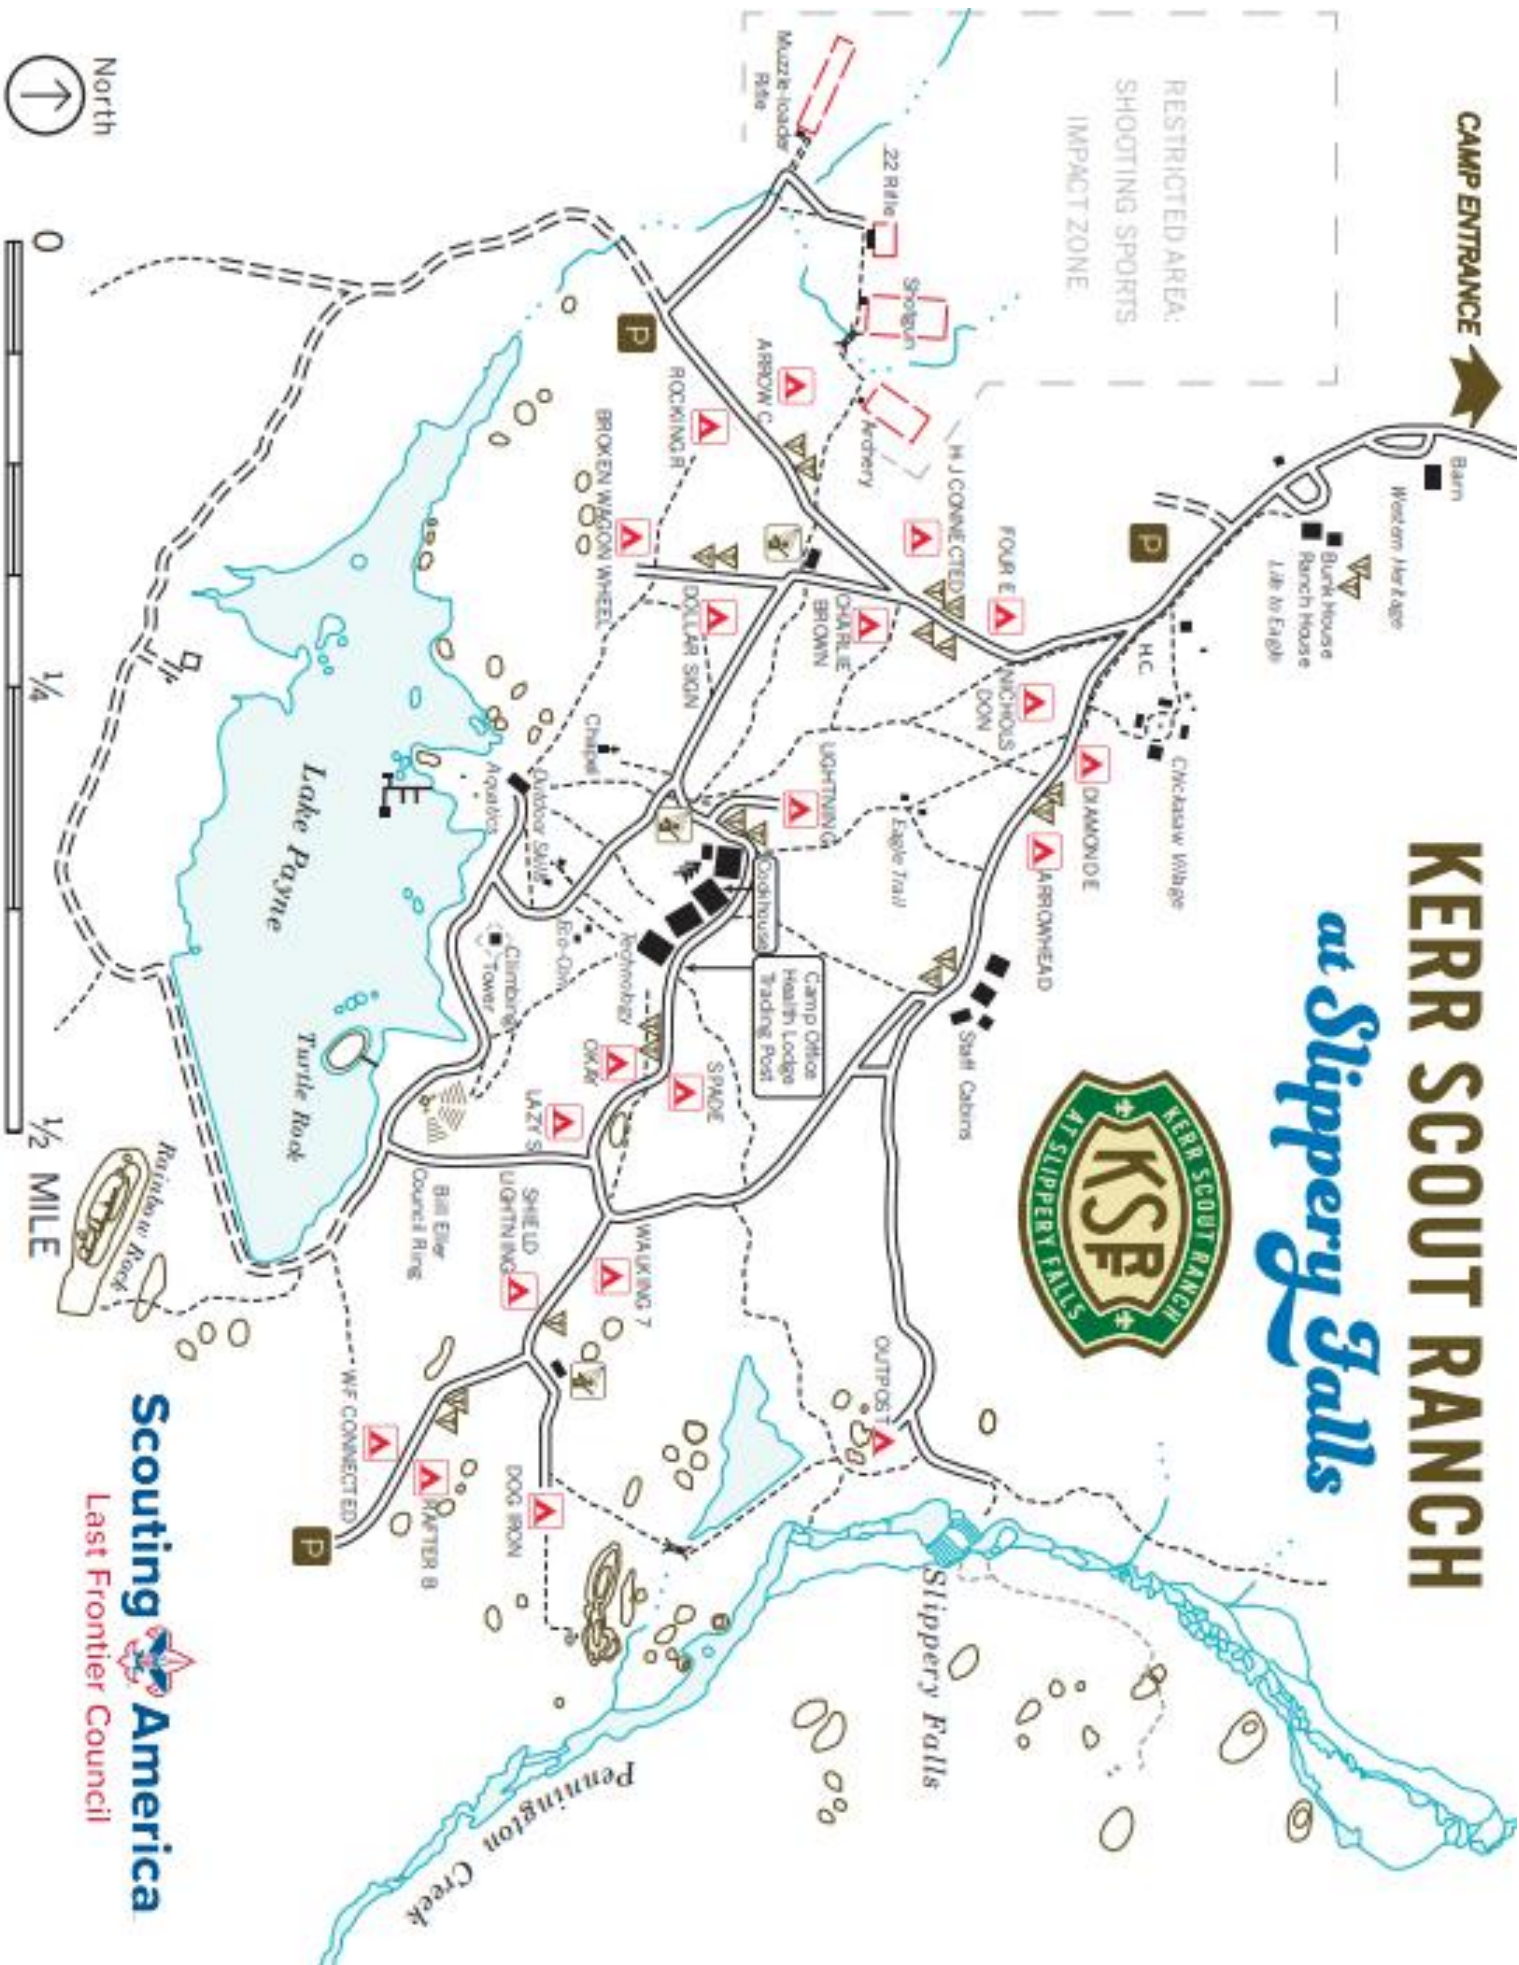 KERR SCOUT RANCH
at Slippery Falls
CAMP ENTRANCE
RESTRICTED AREA:
SHOOTING SPORTS
IMPACT ZONE
Barn
Western Heritage
Bunk House
Ranch House
Life to Eagle
P
H.C.
Chickasaw Village
KERR SCOUT RANCH
KSR
AT SLIPPERY FALLS
Muzzle-loader
Rifle
.22 Rifle
Shotgun
Archery
H J CONNECTED
FOUR E
NICHOLS
DON
DIAMOND E
ARROWHEAD
Staff Cabins
ARROW C
ROCKING R
P
BROKEN WAGON WHEEL
DOLLAR SIGN
CHARLIE
BROWN
LIGHTNING
Eagle Trail
Chapel
Cookhouse
Camp Office
Health Lodge
Trading Post
Aquatics
Outdoor Skills
Eco-Con
Technology
Climbing
Tower
OKAY
SPADE
LAZY S
SHIELD
LIGHTNING
WALKING 7
Bill Eller
Council Ring
OUTPOST
Slippery Falls
Lake Payne
Turtle Rock
Rainbow Rock
W-F CONNECTED
RAFTER B
DOG IRON
P
Pennington Creek
North
0
1/4
1/2 MILE
Scouting America
Last Frontier Council